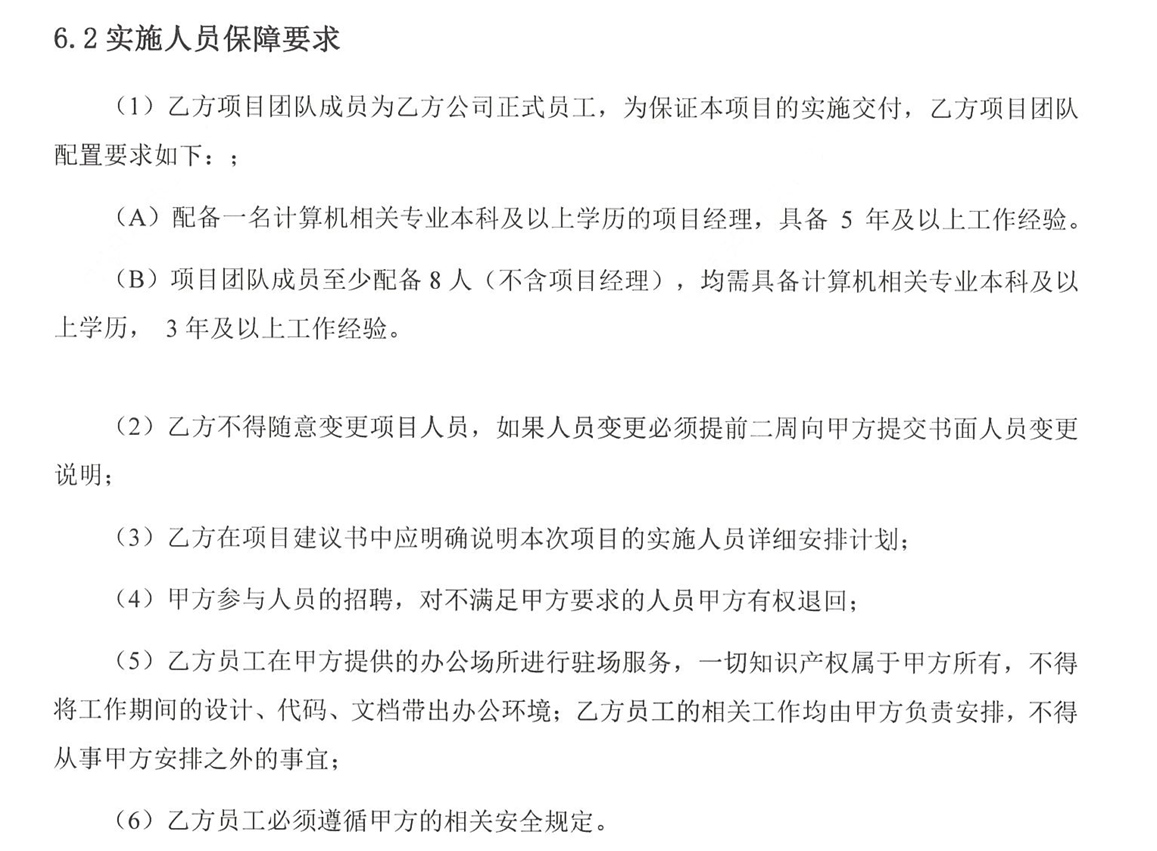 6.2 实施人员保障要求
（1）乙方项目团队成员为乙方公司正式员工，为保证本项目的实施交付，乙方项目团队
配置要求如下：；
（A）配备一名计算机相关专业本科及以上学历的项目经理，具备 5 年及以上工作经验。
（B）项目团队成员至少配备 8 人（不含项目经理），均需具备计算机相关专业本科及以
上学历， 3 年及以上工作经验。
（2）乙方不得随意变更项目人员，如果人员变更必须提前二周向甲方提交书面人员变更
说明；
（3）乙方在项目建议书中应明确说明本次项目的实施人员详细安排计划；
（4）甲方参与人员的招聘，对不满足甲方要求的人员甲方有权退回；
（5）乙方员工在甲方提供的办公场所进行驻场服务，一切知识产权属于甲方所有，不得
将工作期间的设计、代码、文档带出办公环境；乙方员工的相关工作均由甲方负责安排，不得
从事甲方安排之外的事宜；
（6）乙方员工必须遵循甲方的相关安全规定。